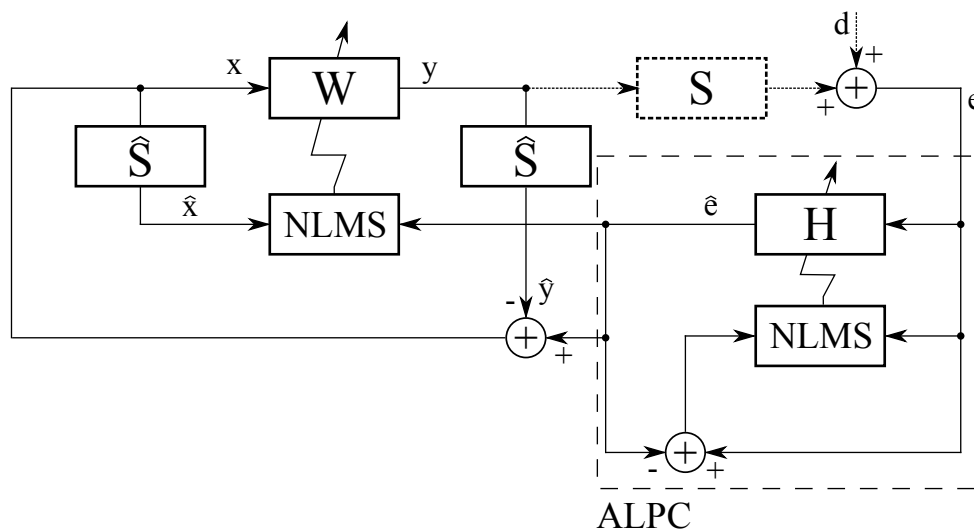 d
+
x
W
y
S
+
e
Ŝ
Ŝ
x̂
NLMS
ê
H
-
ŷ
+
+
NLMS
-
+
+
ALPC